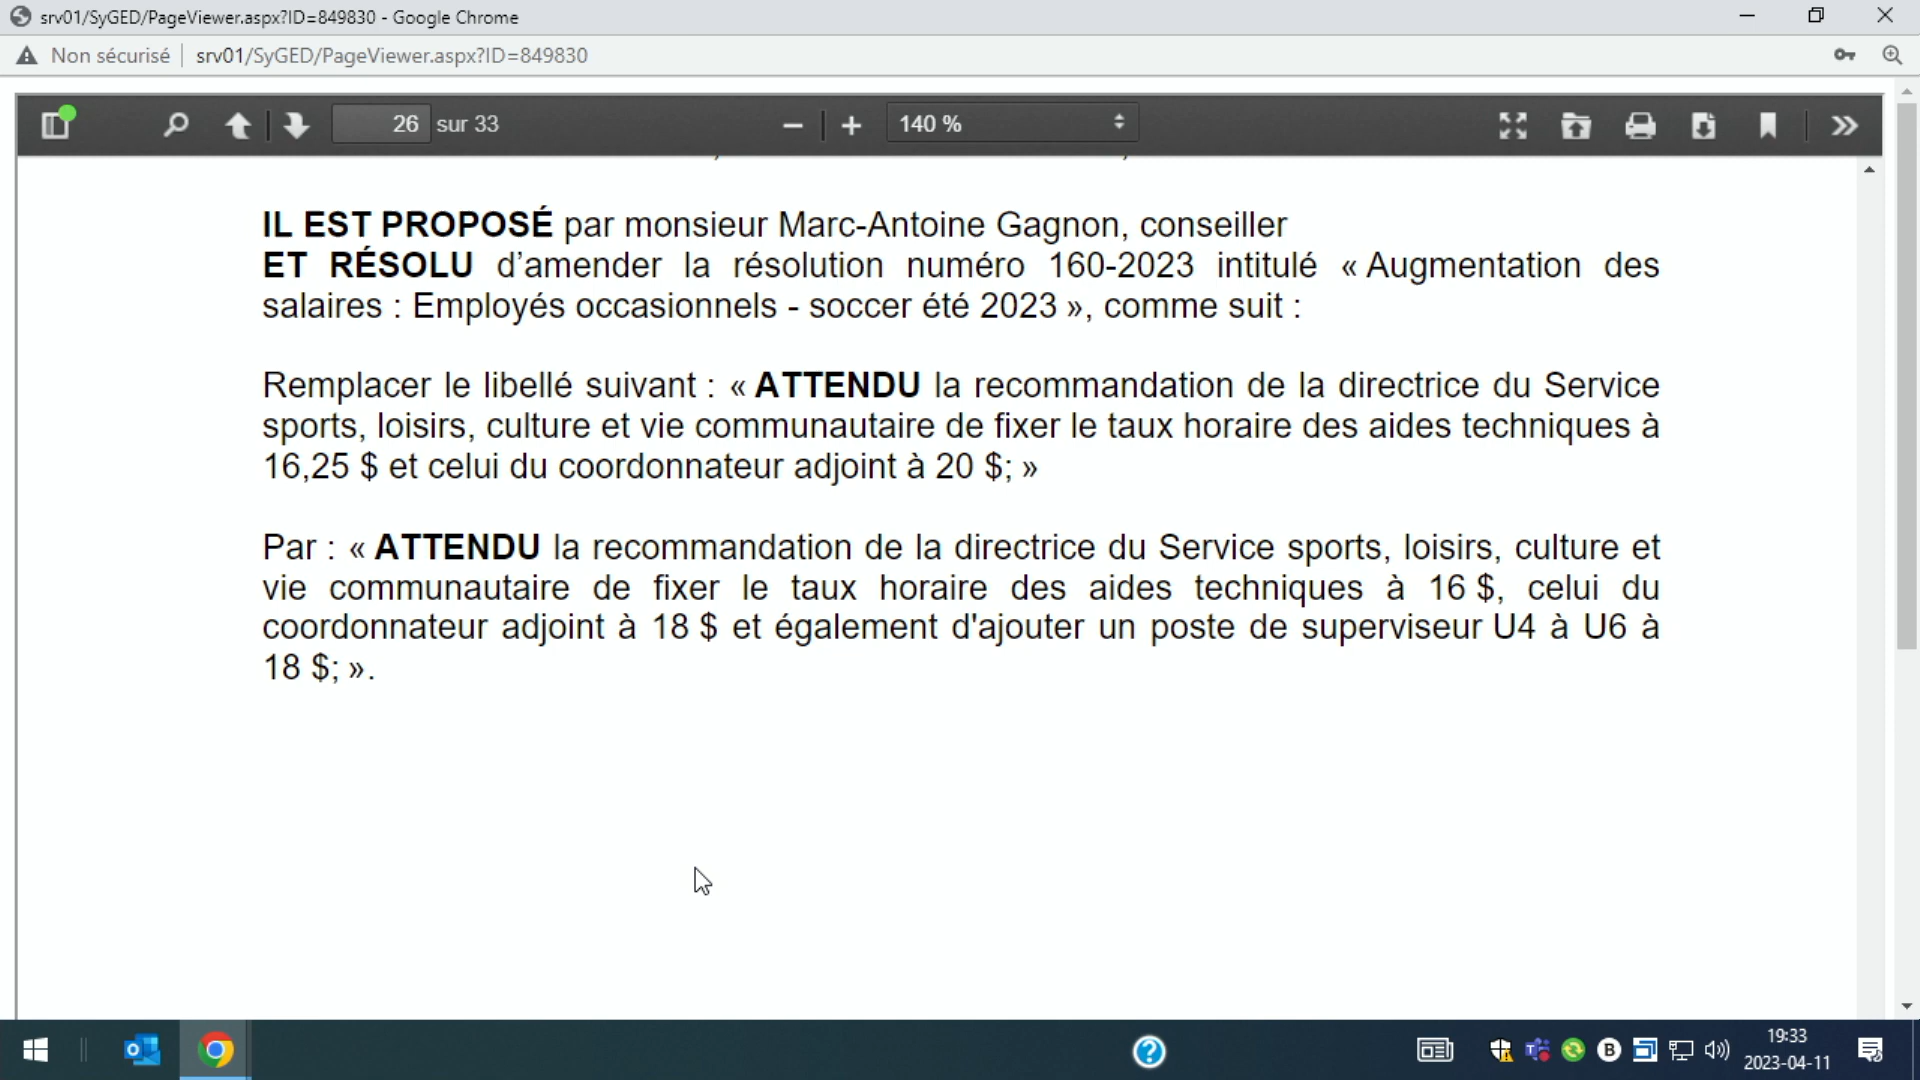 srv01/SyGED/PageViewer.aspx?ID=849830 - Google Chrome
Non sécurisé srv01/SyGED/PageViewer.aspx?ID=849830
26 sur 33 140 %
IL EST PROPOSÉ par monsieur Marc-Antoine Gagnon, conseiller
ET RÉSOLU d’amender la résolution numéro 160-2023 intitulé « Augmentation des
salaires : Employés occasionnels - soccer été 2023 », comme suit :
Remplacer le libellé suivant : « ATTENDU la recommandation de la directrice du Service
sports, loisirs, culture et vie communautaire de fixer le taux horaire des aides techniques à
16,25 $ et celui du coordonnateur adjoint à 20 $; »
Par : « ATTENDU la recommandation de la directrice du Service sports, loisirs, culture et
vie communautaire de fixer le taux horaire des aides techniques à 16 $, celui du
coordonnateur adjoint à 18 $ et également d'ajouter un poste de superviseur U4 à U6 à
18 $; ».
19:33
2023-04-11